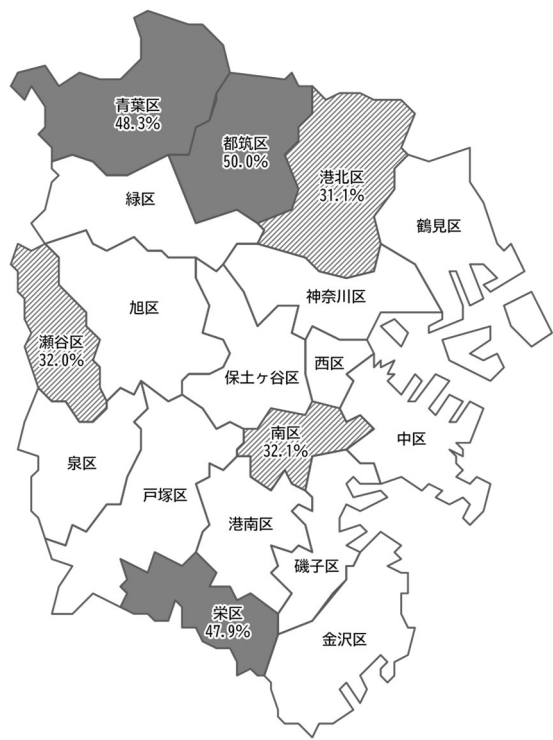 青葉区
48.3%
都筑区
50.0%
港北区
31.1%
緑区
鶴見区
神奈川区
旭区
瀬谷区
32.0%
西区
保土ヶ谷区
南区
32.1%
中区
泉区
戸塚区
港南区
磯子区
栄区
47.9%
金沢区